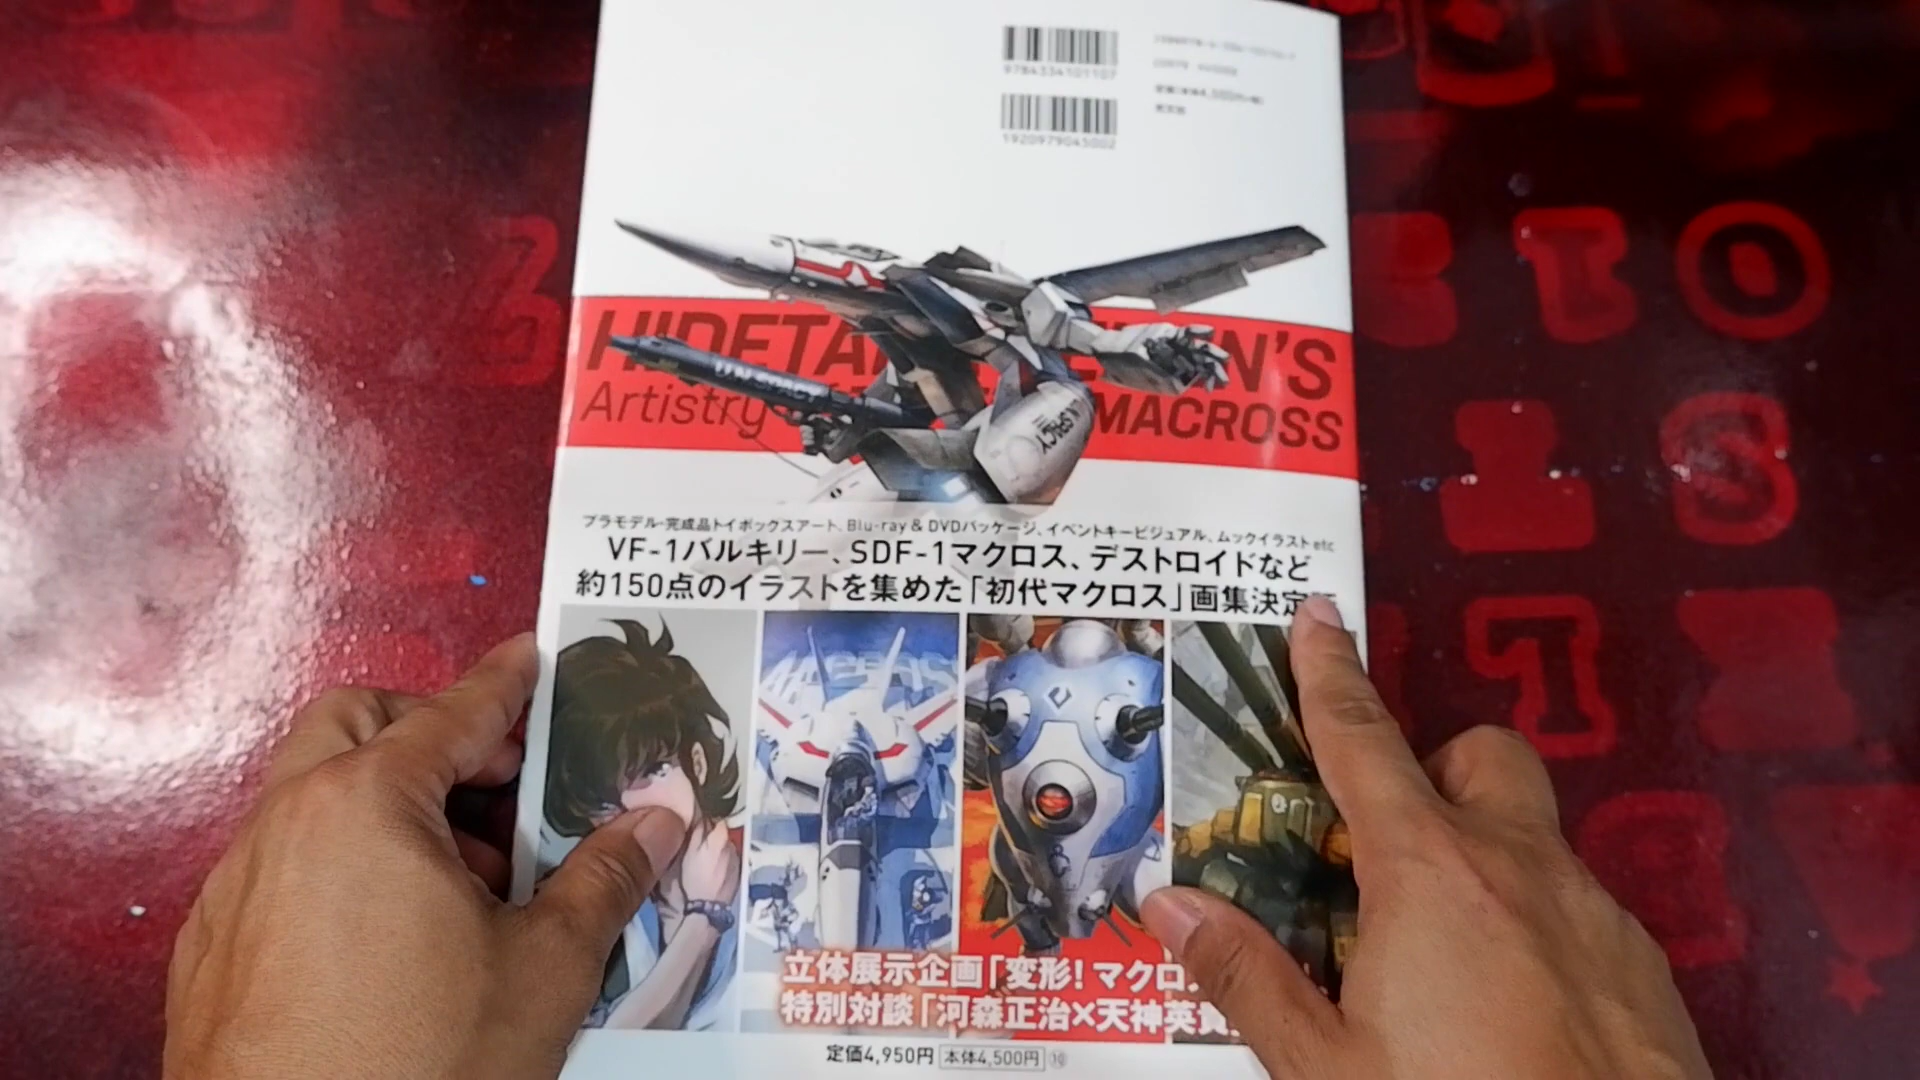 9784334101107
1920979045002
HIDETA
EN'S
Artistry
MACROSS
U.N.SPACY
プラモデル・完成品トイボックスアート、Blu-ray & DVDパッケージ、イベントキービジュアル、ムックイラストetc
VF-1バルキリー、SDF-1マクロス、デストロイドなど
約150点のイラストを集めた「初代マクロス」画集決定
立体展示企画「変形！マクロ
特別対談「河森正治×天神英貴」
定価4,950円 本体4,500円 ⑩